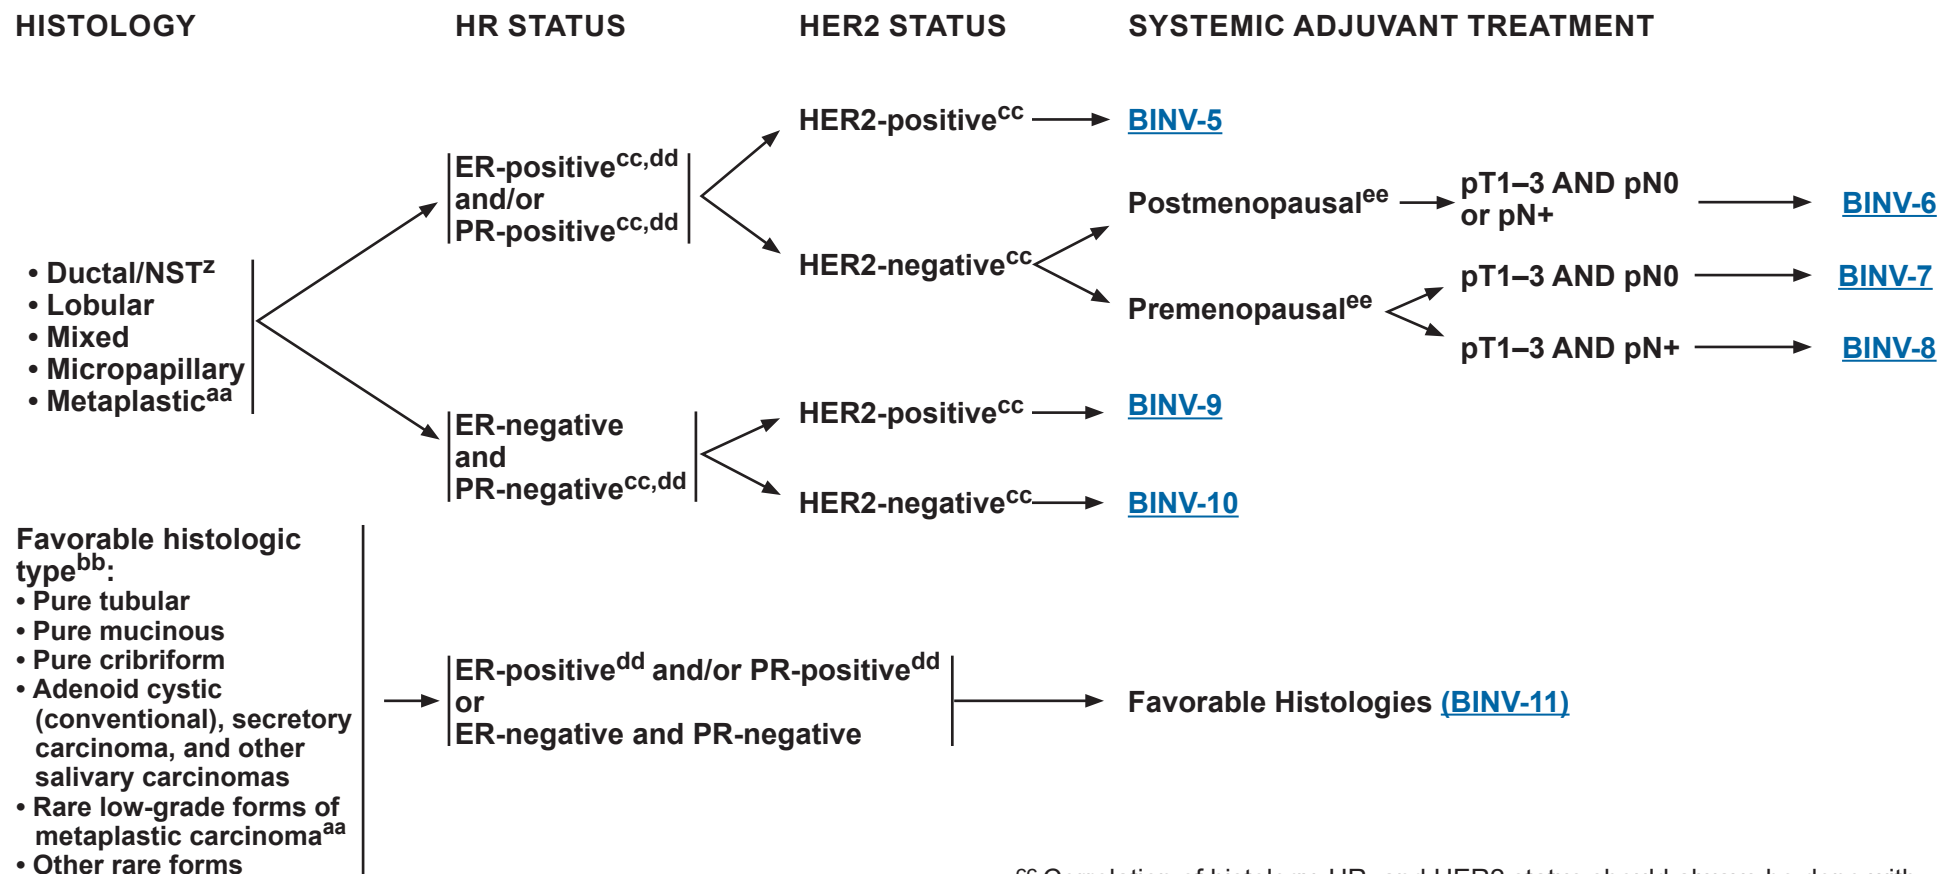 HISTOLOGY
HR STATUS
HER2 STATUS
SYSTEMIC ADJUVANT TREATMENT
• Ductal/NSTz
• Lobular
• Mixed
• Micropapillary
• Metaplasticaa
ER-positivecc,dd
and/or
PR-positivecc,dd
HER2-positivecc
BINV-5
HER2-negativecc
Postmenopausalee
pT1–3 AND pN0
or pN+
BINV-6
Premenopausalee
pT1–3 AND pN0
BINV-7
pT1–3 AND pN+
BINV-8
ER-negative
and
PR-negativecc,dd
HER2-positivecc
BINV-9
HER2-negativecc
BINV-10
Favorable histologic
typebb:
• Pure tubular
• Pure mucinous
• Pure cribriform
• Adenoid cystic
(conventional), secretory
carcinoma, and other
salivary carcinomas
• Rare low-grade forms of
metaplastic carcinomaaa
• Other rare forms
ER-positivedd and/or PR-positivedd
or
ER-negative and PR-negative
Favorable Histologies (BINV-11)